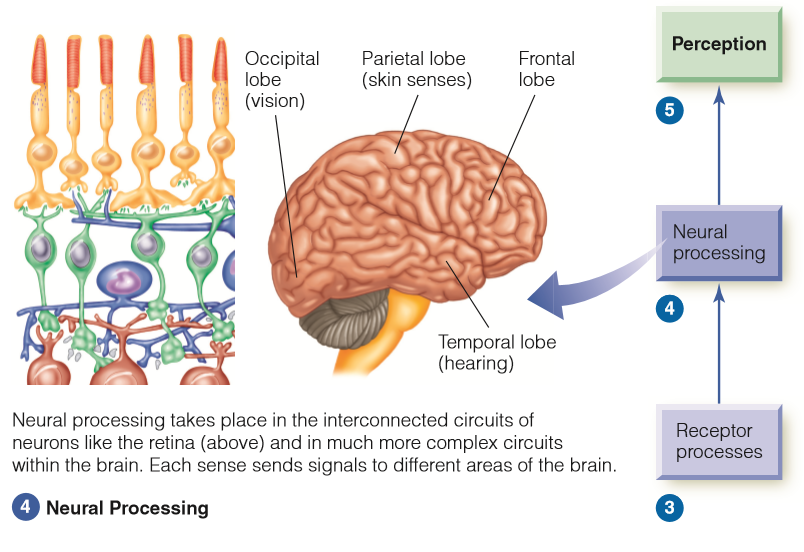 Occipital
lobe
(vision)
Parietal lobe
(skin senses)
Frontal
lobe
Temporal lobe
(hearing)
Perception
5
Neural
processing
4
Receptor
processes
3
Neural processing takes place in the interconnected circuits of
neurons like the retina (above) and in much more complex circuits
within the brain. Each sense sends signals to different areas of the brain.
4 Neural Processing